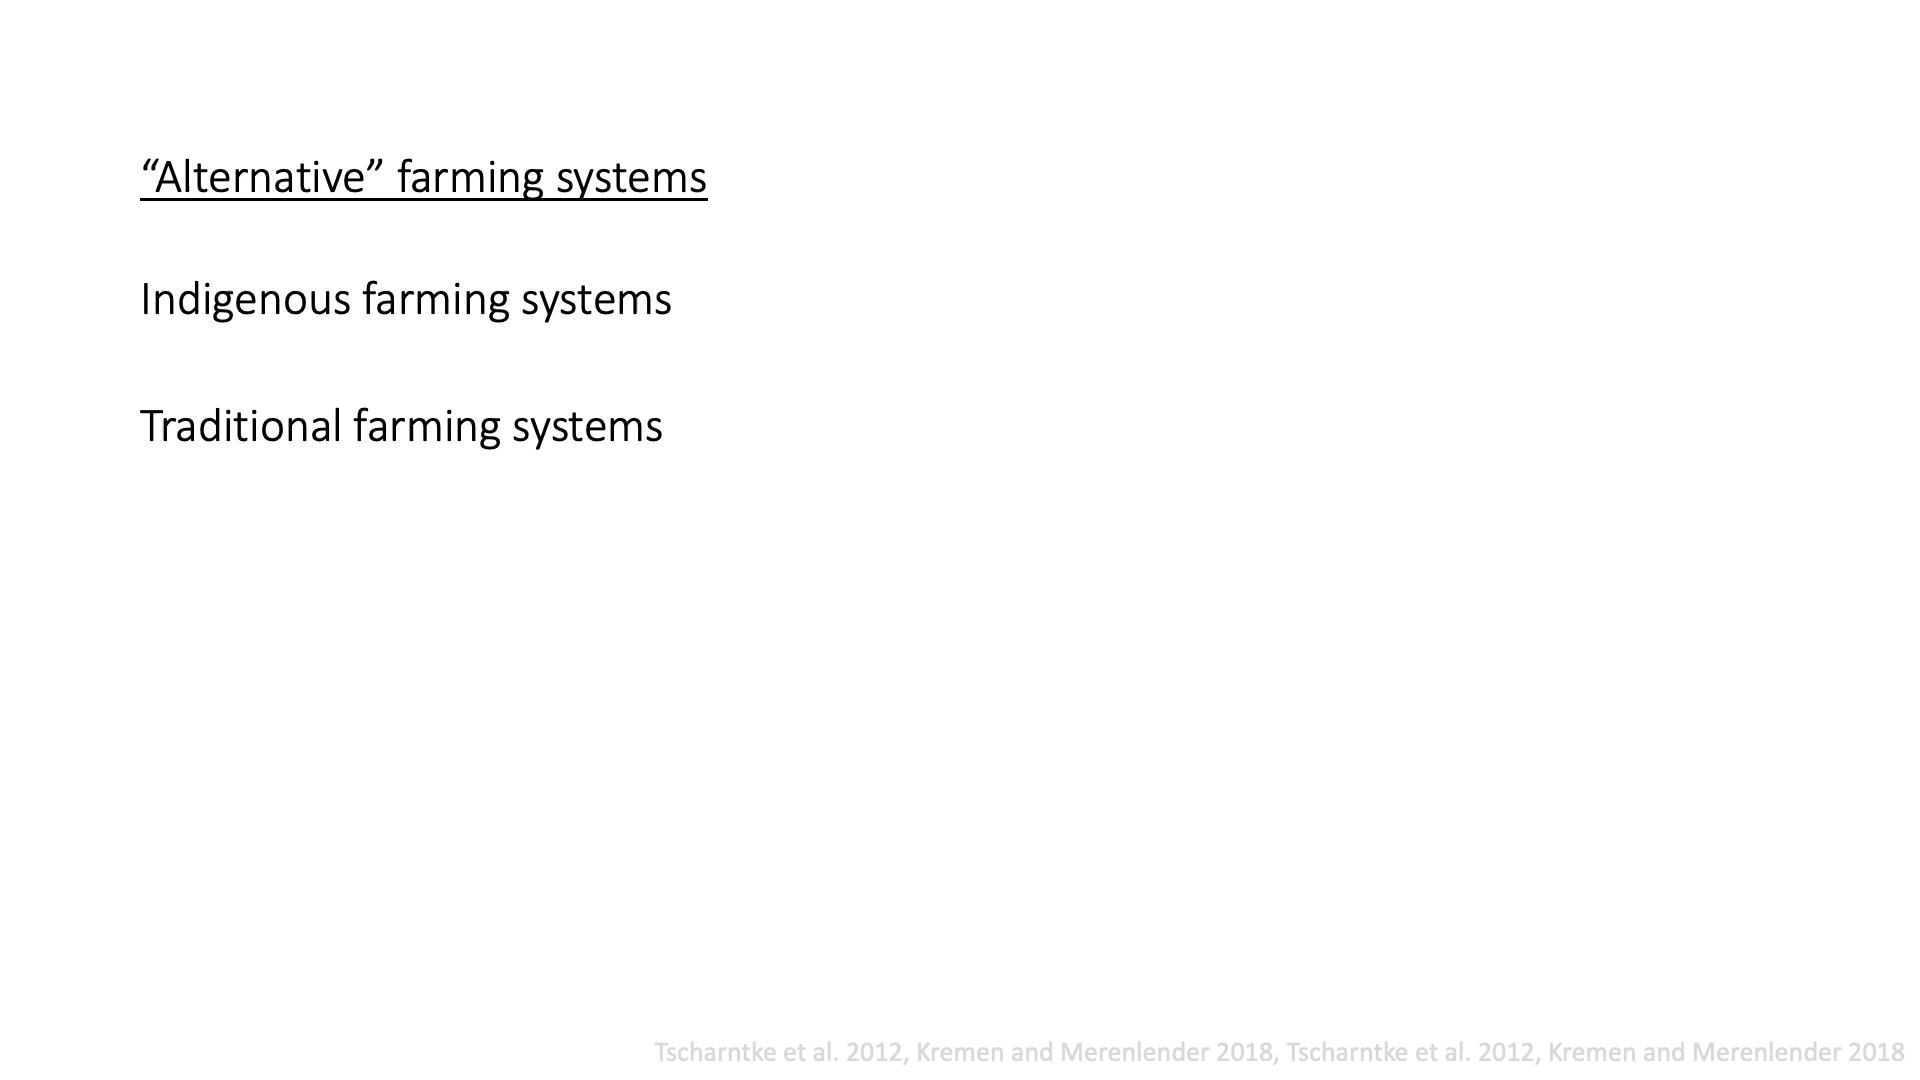 “Alternative” farming systems
Indigenous farming systems
Traditional farming systems
Tscharntke et al. 2012, Kremen and Merenlender 2018, Tscharntke et al. 2012, Kremen and Merenlender 2018